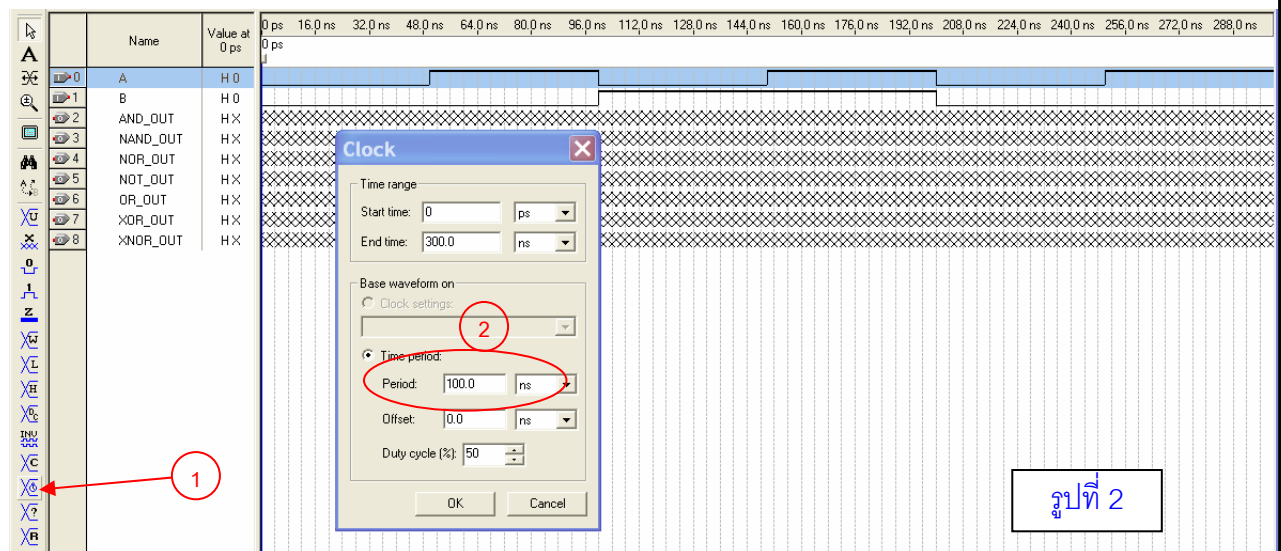 Name
Value at
0 ps
0 ps 16.0 ns 32.0 ns 48.0 ns 64.0 ns 80.0 ns 96.0 ns 112.0 ns 128.0 ns 144.0 ns 160.0 ns 176.0 ns 192.0 ns 208.0 ns 224.0 ns 240.0 ns 256.0 ns 272.0 ns 288.0 ns
0 ps
A
0 A H 0
1 B H 0
2 AND_OUT H X
3 NAND_OUT H X
4 NOR_OUT H X
5 NOT_OUT H X
6 OR_OUT H X
7 XOR_OUT H X
8 XNOR_OUT H X
U
X
0
1
Z
W
L
H
DC
INV
C
?
R
Clock
Time range
Start time: 0 ps
End time: 300.0 ns
Base waveform on
Clock settings:
2
Time period:
Period: 100.0 ns
Offset: 0.0 ns
Duty cycle (%): 50
OK Cancel
1
รูปที่ 2